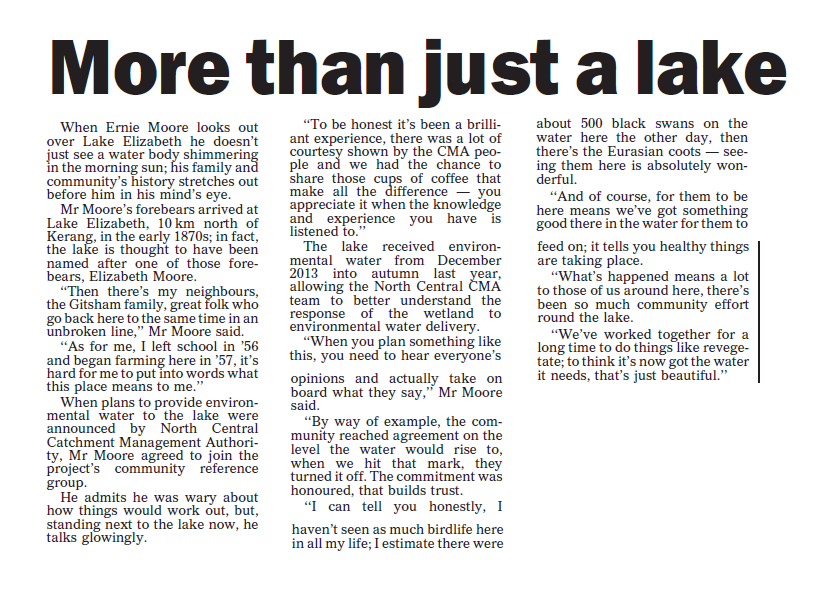 More than just a lake
When Ernie Moore looks out
over Lake Elizabeth he doesn't
just see a water body shimmering
in the morning sun; his family and
community's history stretches out
before him in his mind's eye.
Mr Moore's forebears arrived at
Lake Elizabeth, 10 km north of
Kerang, in the early 1870s; in fact,
the lake is thought to have been
named after one of those fore-
bears, Elizabeth Moore.
“Then there's my neighbours,
the Gitsham family, great folk who
go back here to the same time in an
unbroken line,” Mr Moore said.
“As for me, I left school in '56
and began farming here in '57, it's
hard for me to put into words what
this place means to me.”
When plans to provide environ-
mental water to the lake were
announced by North Central
Catchment Management Authori-
ty, Mr Moore agreed to join the
project's community reference
group.
He admits he was wary about
how things would work out, but,
standing next to the lake now, he
talks glowingly.
“To be honest it's been a brilli-
ant experience, there was a lot of
courtesy shown by the CMA peo-
ple and we had the chance to
share those cups of coffee that
make all the difference — you
appreciate it when the knowledge
and experience you have is
listened to.”
The lake received environ-
mental water from December
2013 into autumn last year,
allowing the North Central CMA
team to better understand the
response of the wetland to
environmental water delivery.
“When you plan something like
this, you need to hear everyone's
opinions and actually take on
board what they say,” Mr Moore
said.
“By way of example, the com-
munity reached agreement on the
level the water would rise to,
when we hit that mark, they
turned it off. The commitment was
honoured, that builds trust.
“I can tell you honestly, I
haven't seen as much birdlife here
in all my life; I estimate there were
about 500 black swans on the
water here the other day, then
there's the Eurasian coots — see-
ing them here is absolutely won-
derful.
“And of course, for them to be
here means we've got something
good there in the water for them to
feed on; it tells you healthy things
are taking place.
“What's happened means a lot
to those of us around here, there's
been so much community effort
round the lake.
“We've worked together for a
long time to do things like revege-
tate; to think it's now got the water
it needs, that's just beautiful.”